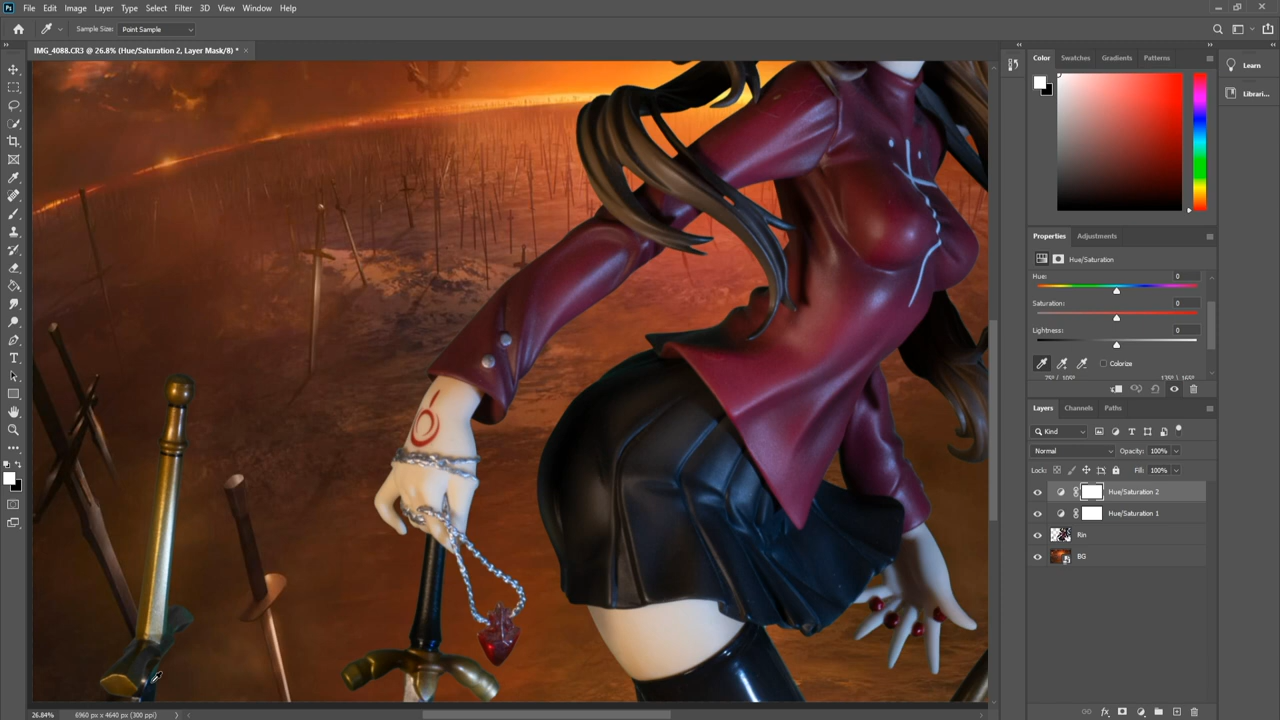 Ps File Edit Image Layer Type Select Filter 3D View Window Help
Sample Size: Point Sample
IMG_4088.CR3 @ 26.8% (Hue/Saturation 2, Layer Mask/8) * ×
Color Swatches Gradients Patterns
Learn
Librari...
Properties Adjustments
Hue/Saturation
Hue: 0
Saturation: 0
Lightness: 0
Colorize
Layers Channels Paths
Kind
Normal Opacity: 100%
Lock: Fill: 100%
Hue/Saturation 2
Hue/Saturation 1
Rin
BG
26.84% 6960 px x 4640 px (300 ppi)